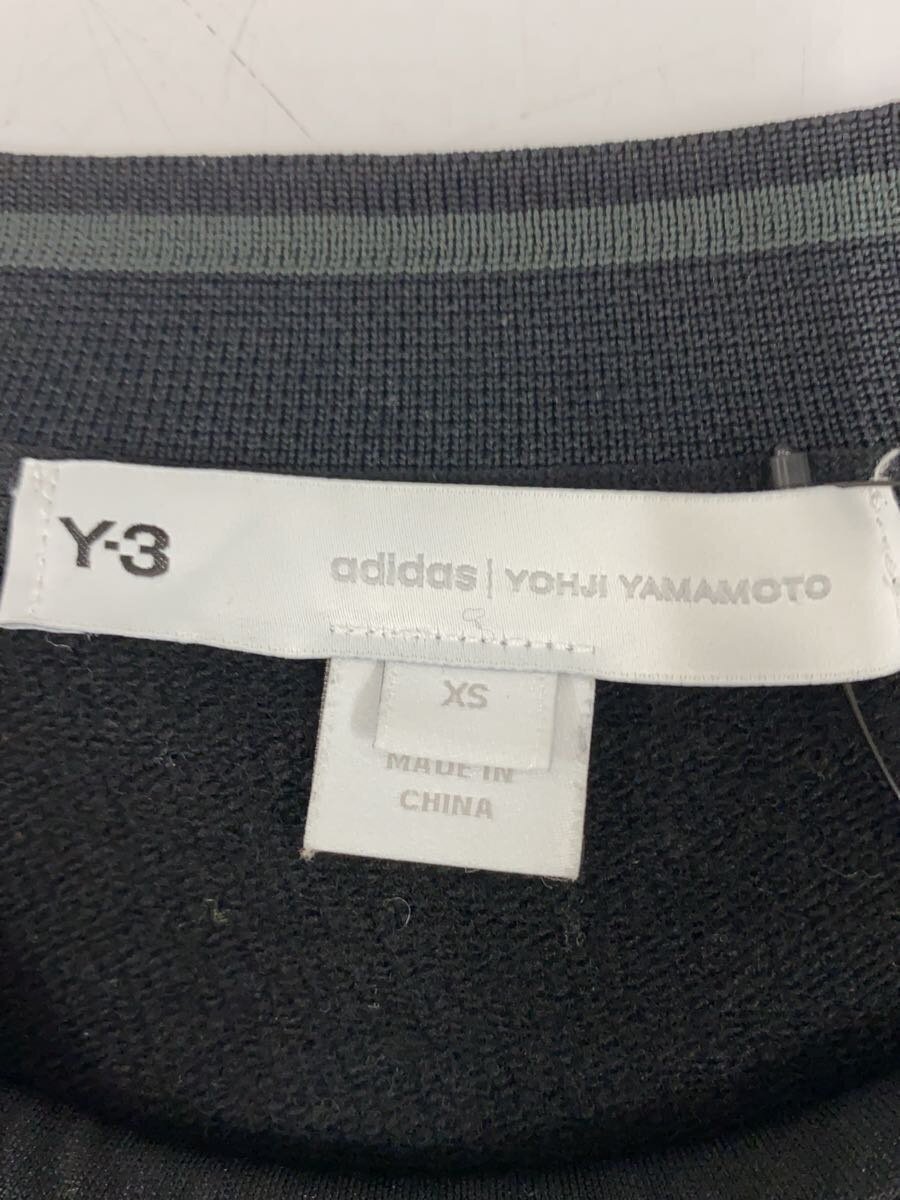 Y-3 adidas | YOHJI YAMAMOTO
XS
MADE IN
CHINA